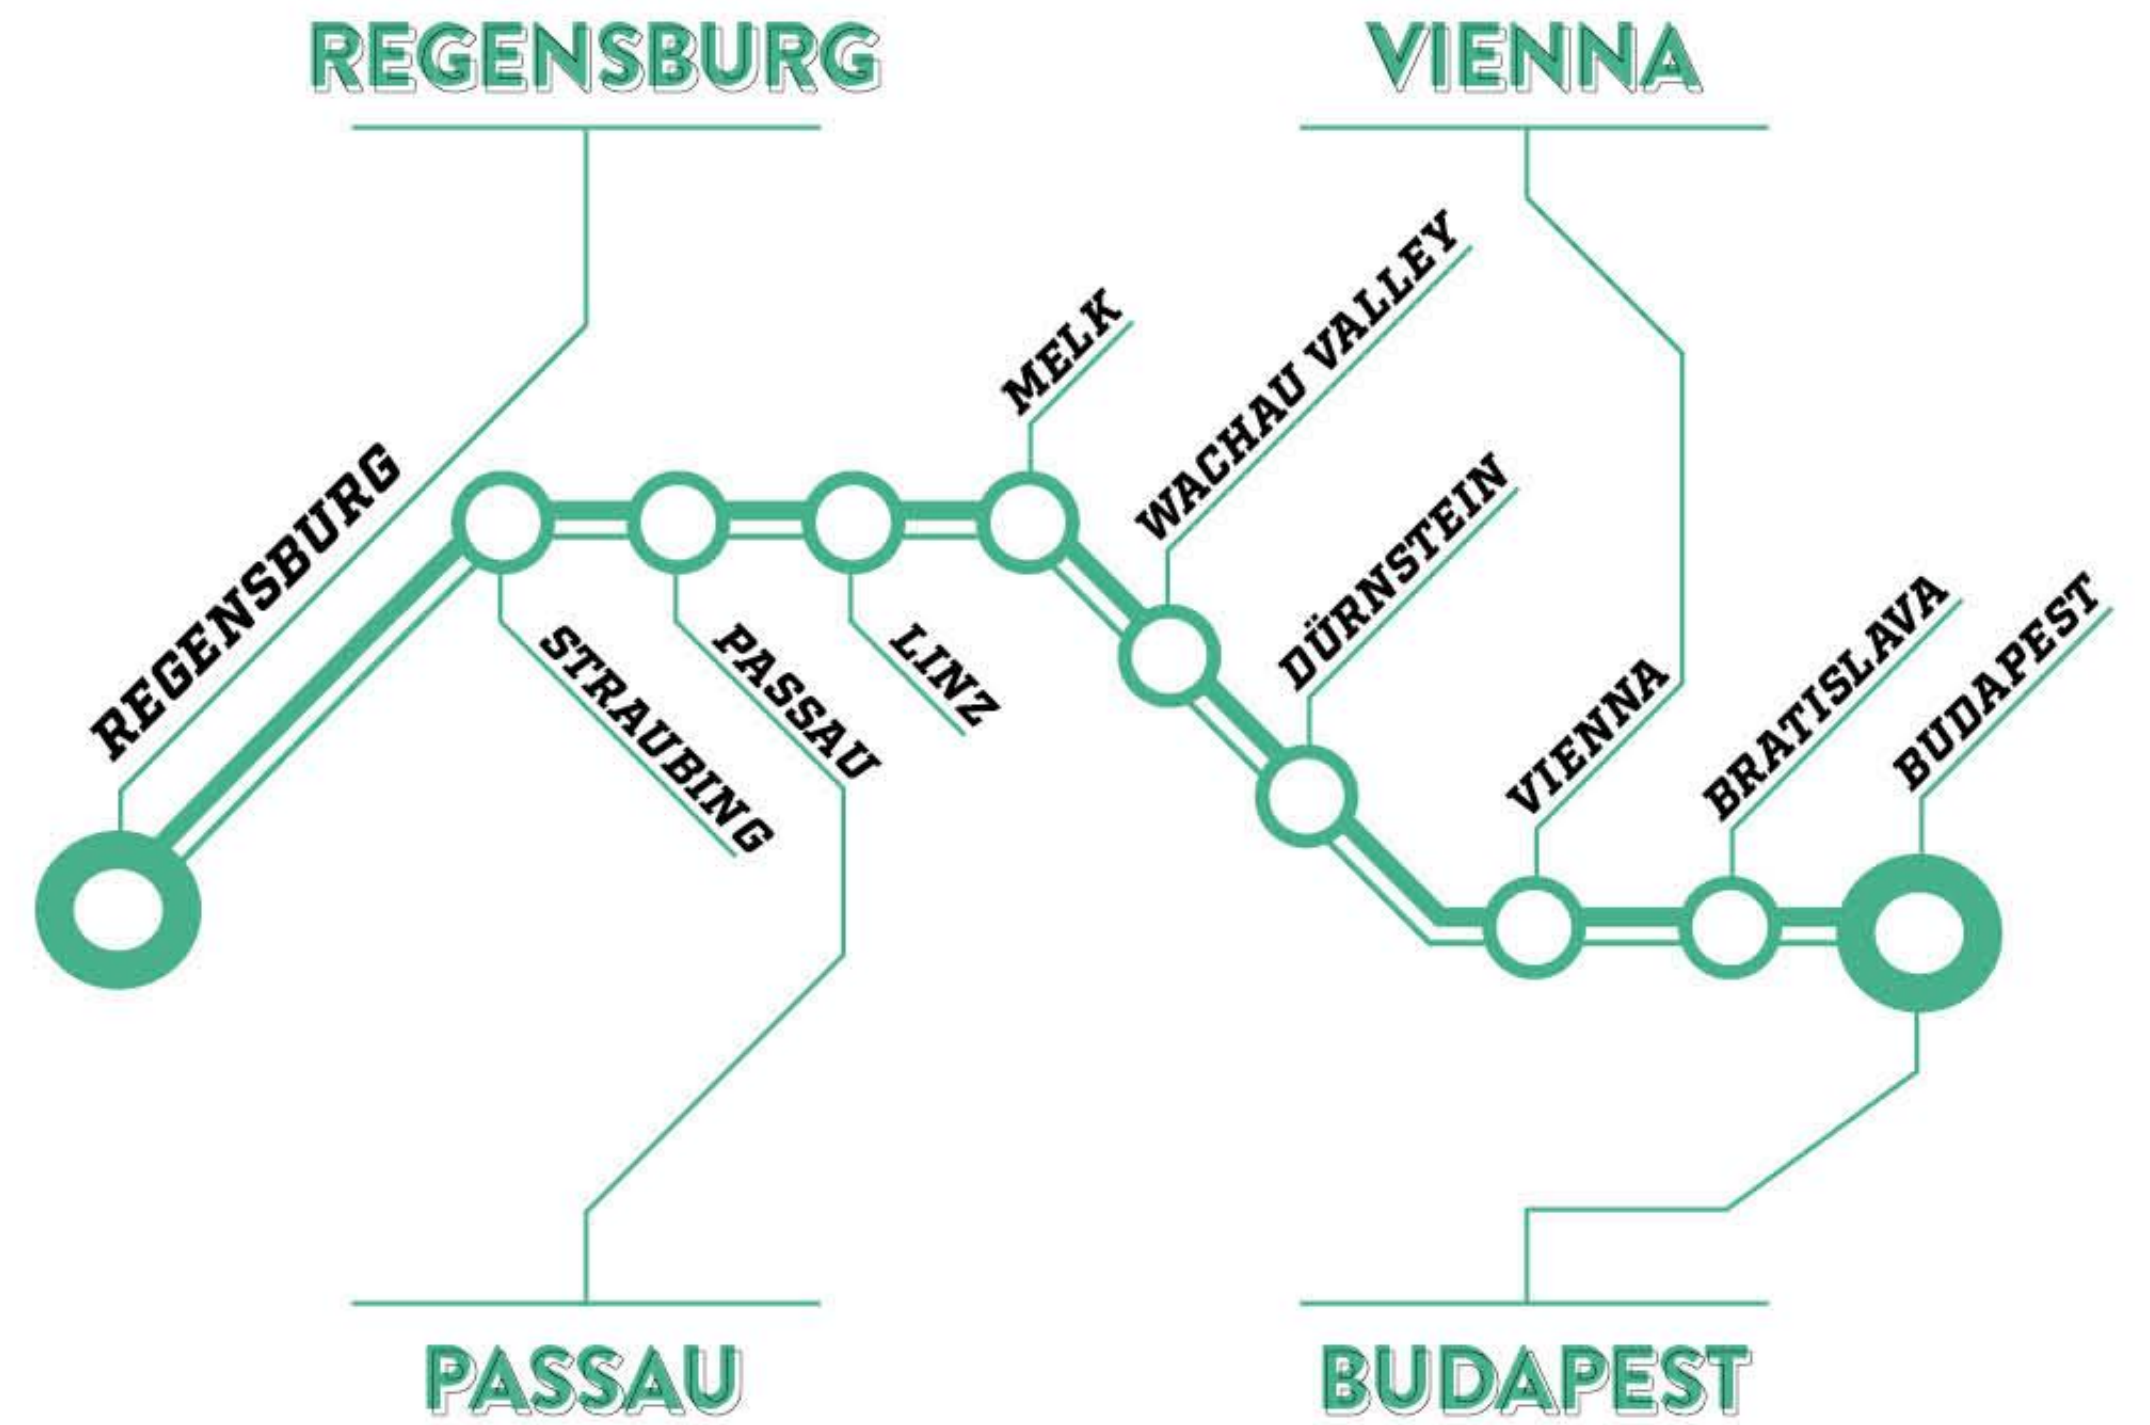 REGENSBURG
VIENNA
REGENSBURG
STRAUBING
PASSAU
LINZ
MELK
WACHAU VALLEY
DÜRNSTEIN
VIENNA
BRATISLAVA
BUDAPEST
PASSAU
BUDAPEST